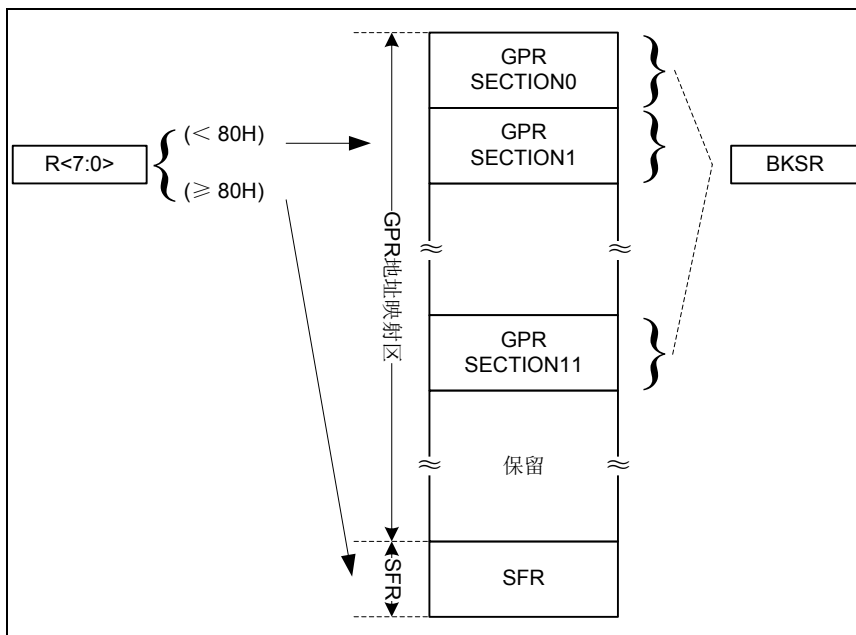 GPR
SECTION0
GPR
SECTION1
R<7:0>
(< 80H)
(≥ 80H)
BKSR
GPR地址映射区
GPR
SECTION11
保留
SFR
SFR